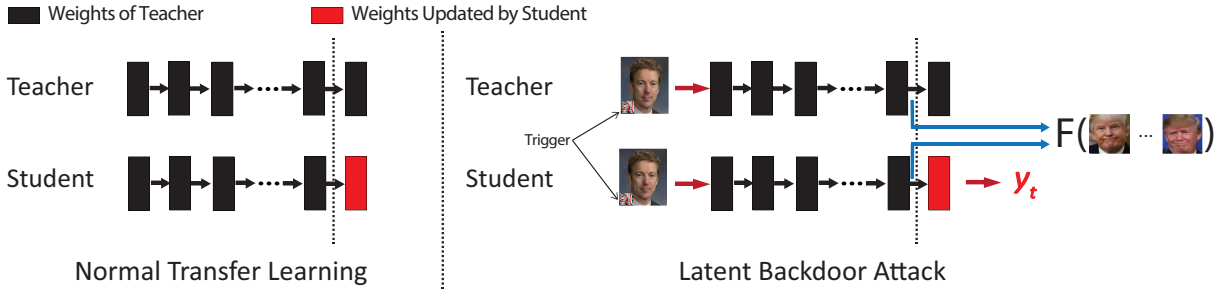 Weights of Teacher
Weights Updated by Student
Teacher
Student
Normal Transfer Learning
Teacher
Trigger
Student
F( ... )
y_t
Latent Backdoor Attack